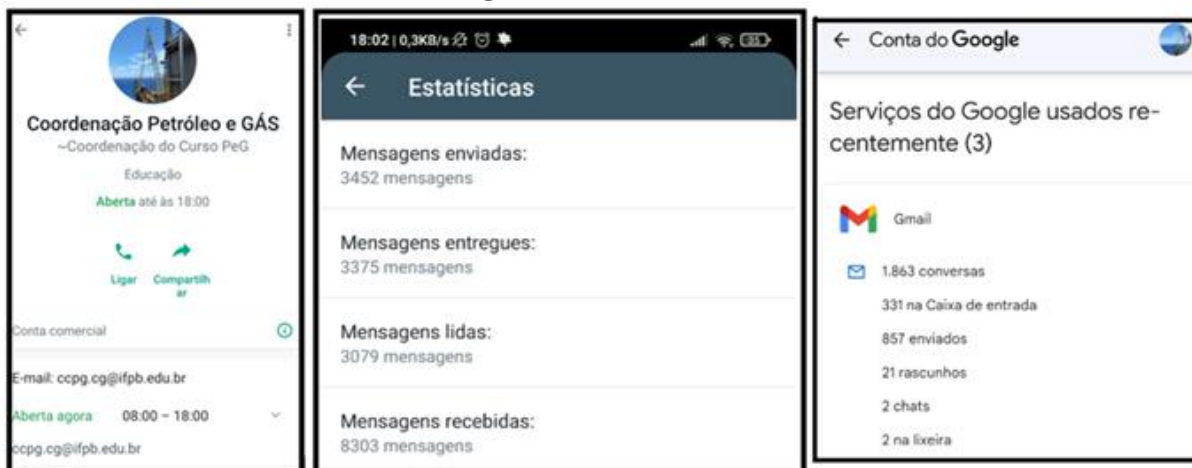 Coordenação Petróleo e GÁS
~Coordenação do Curso PeG
Educação
Aberta até às 18:00
Ligar
Compartilh
ar
Conta comercial
E-mail: ccpg.cg@ifpb.edu.br
Aberta agora 08:00 – 18:00
ccpg.cg@ifpb.edu.br
18:02 | 0,3KB/s
35
Estatísticas
Mensagens enviadas:
3452 mensagens
Mensagens entregues:
3375 mensagens
Mensagens lidas:
3079 mensagens
Mensagens recebidas:
8303 mensagens
Conta do Google
Serviços do Google usados re-
centemente (3)
Gmail
1.863 conversas
331 na Caixa de entrada
857 enviados
21 rascunhos
2 chats
2 na lixeira